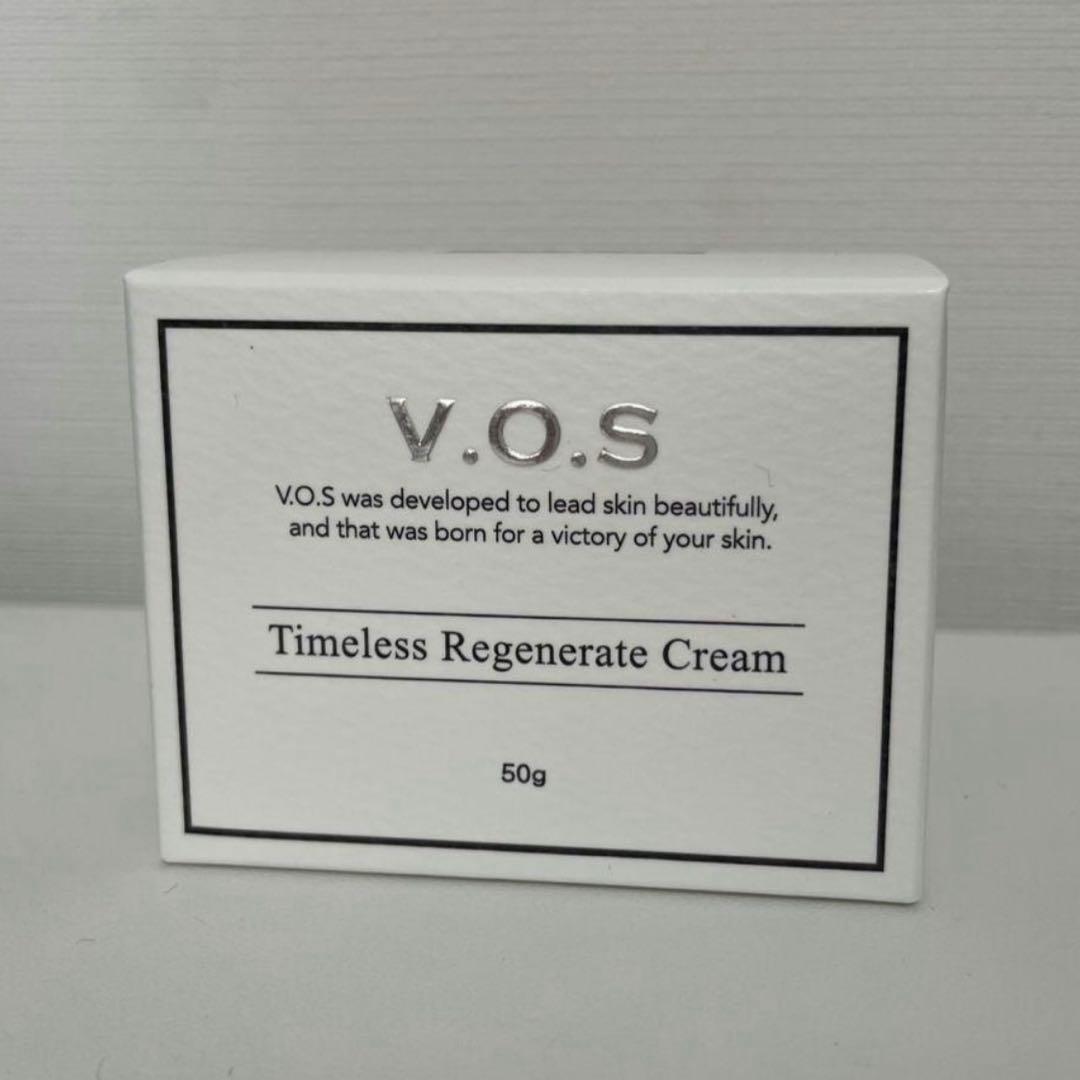 V.O.S
V.O.S was developed to lead skin beautifully,
and that was born for a victory of your skin.
Timeless Regenerate Cream
50g